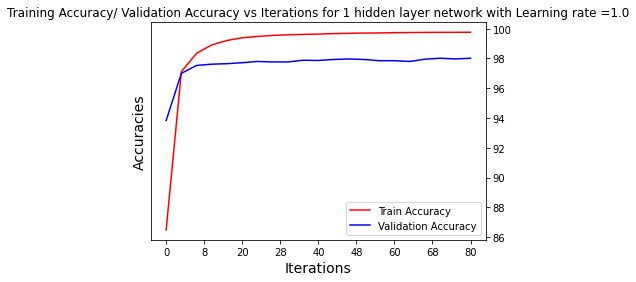 Training Accuracy/ Validation Accuracy vs Iterations for 1 hidden layer network with Learning rate =1.0
100
98
96
94
92
90
88
86
Accuracies
Train Accuracy
Validation Accuracy
0 8 20 28 40 48 60 68 80
Iterations